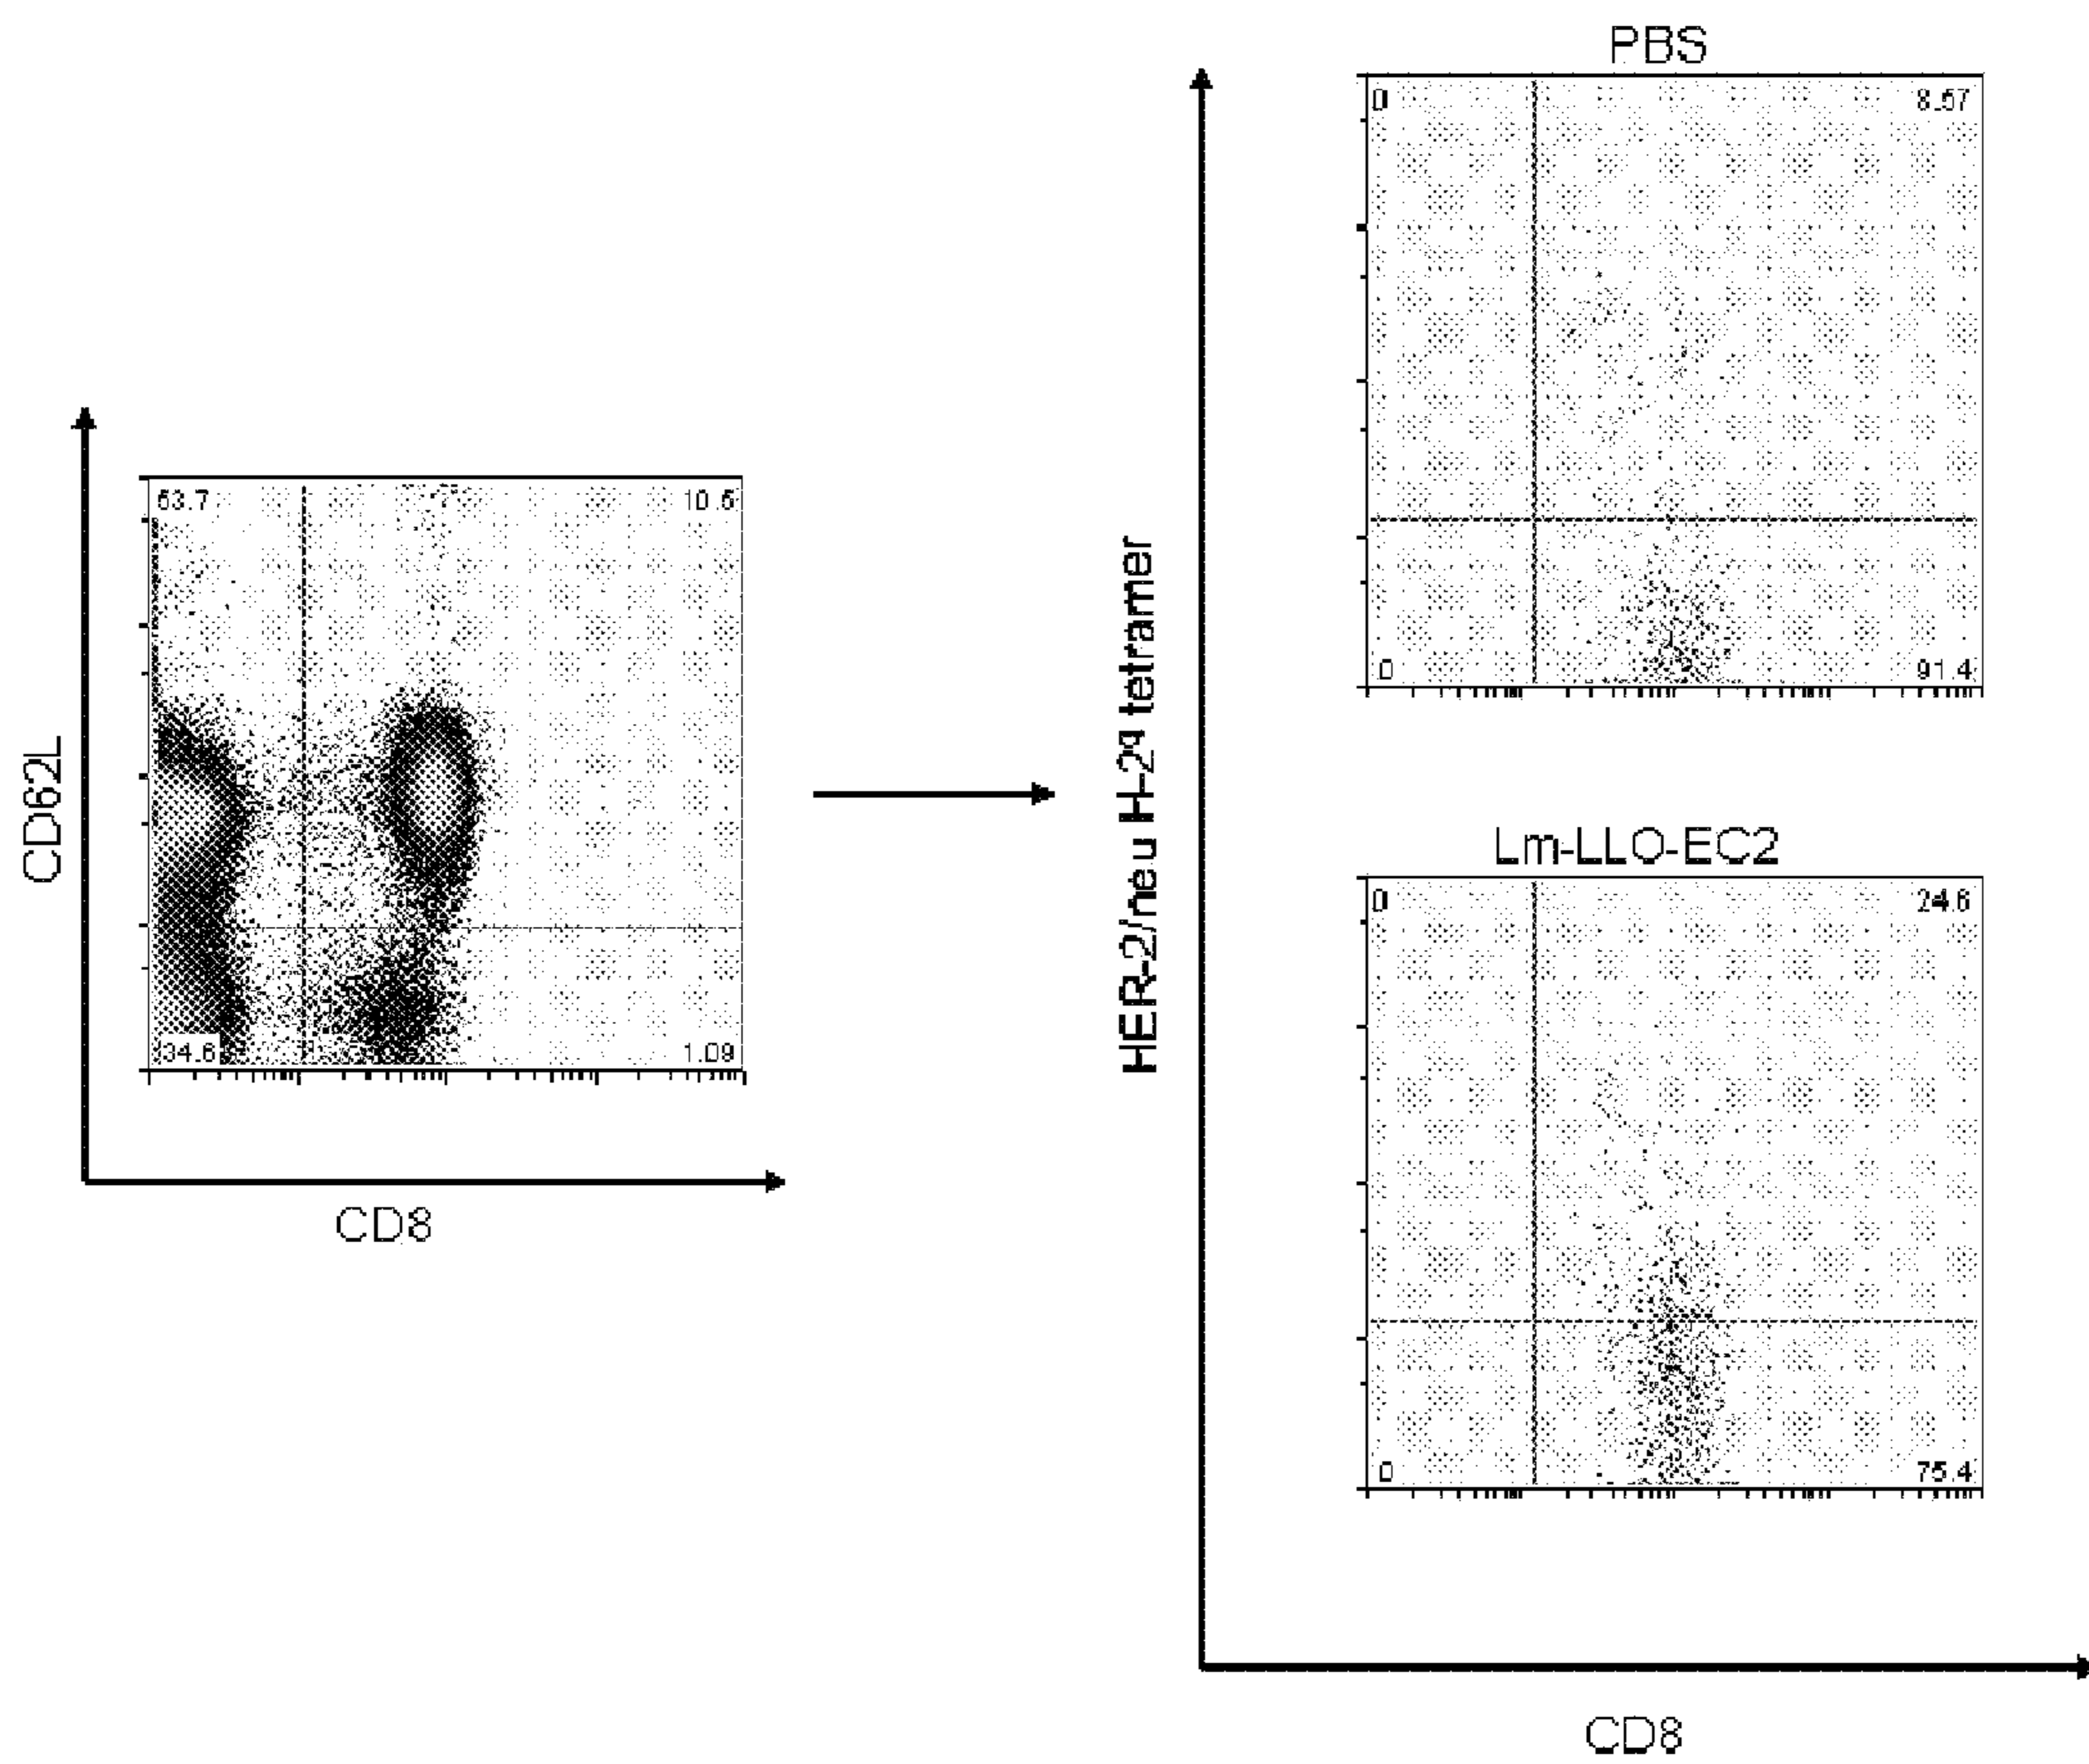 PBS
0 8.57
0 91.4
53.7 10.5
34.6 1.09
CD62L
CD8
HER-2/neu H-2q tetramer
Lm-LLO-EC2
0 24.6
0 75.4
CD8